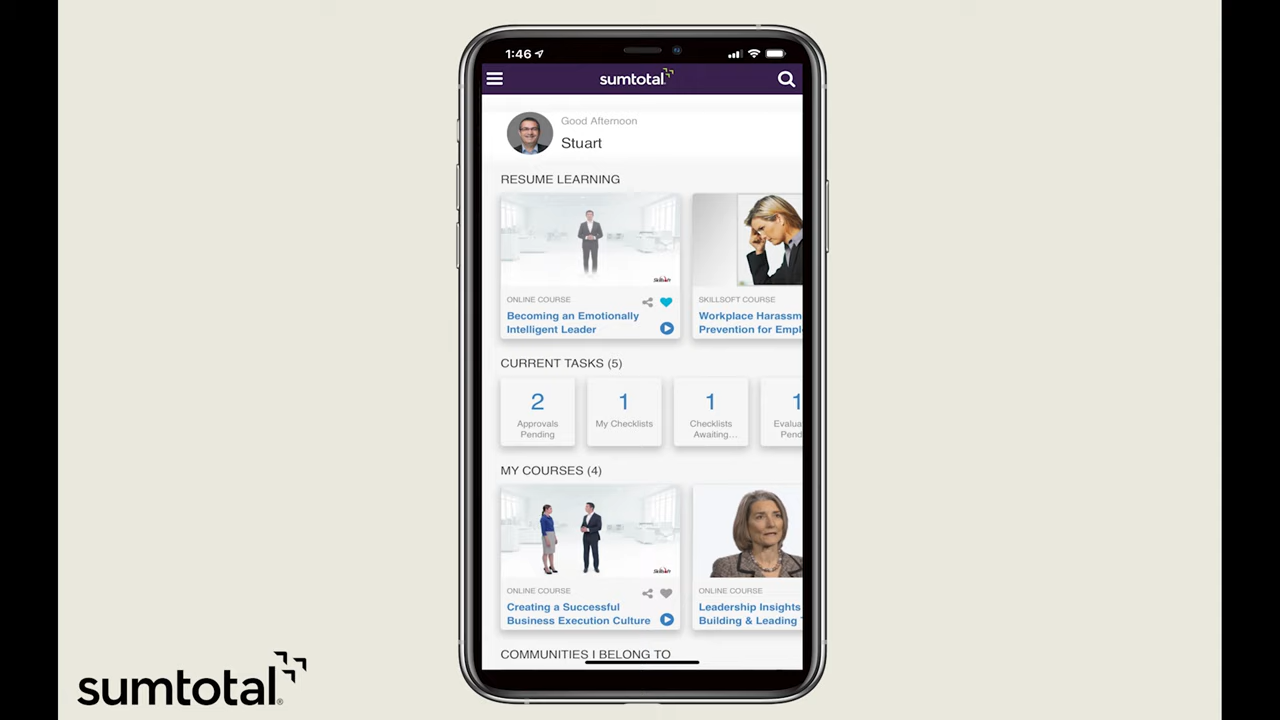 1:46
sumtotal
Good Afternoon
Stuart
RESUME LEARNING
ONLINE COURSE
Becoming an Emotionally
Intelligent Leader
SKILLSOFT COURSE
Workplace Harassm
Prevention for Empl
CURRENT TASKS (5)
2
Approvals
Pending
1
My Checklists
1
Checklists
Awaiting...
1
Evalua
Pend
MY COURSES (4)
Skillsoft
ONLINE COURSE
Creating a Successful
Business Execution Culture
ONLINE COURSE
Leadership Insights
Building & Leading
COMMUNITIES I BELONG TO
sumtotal®